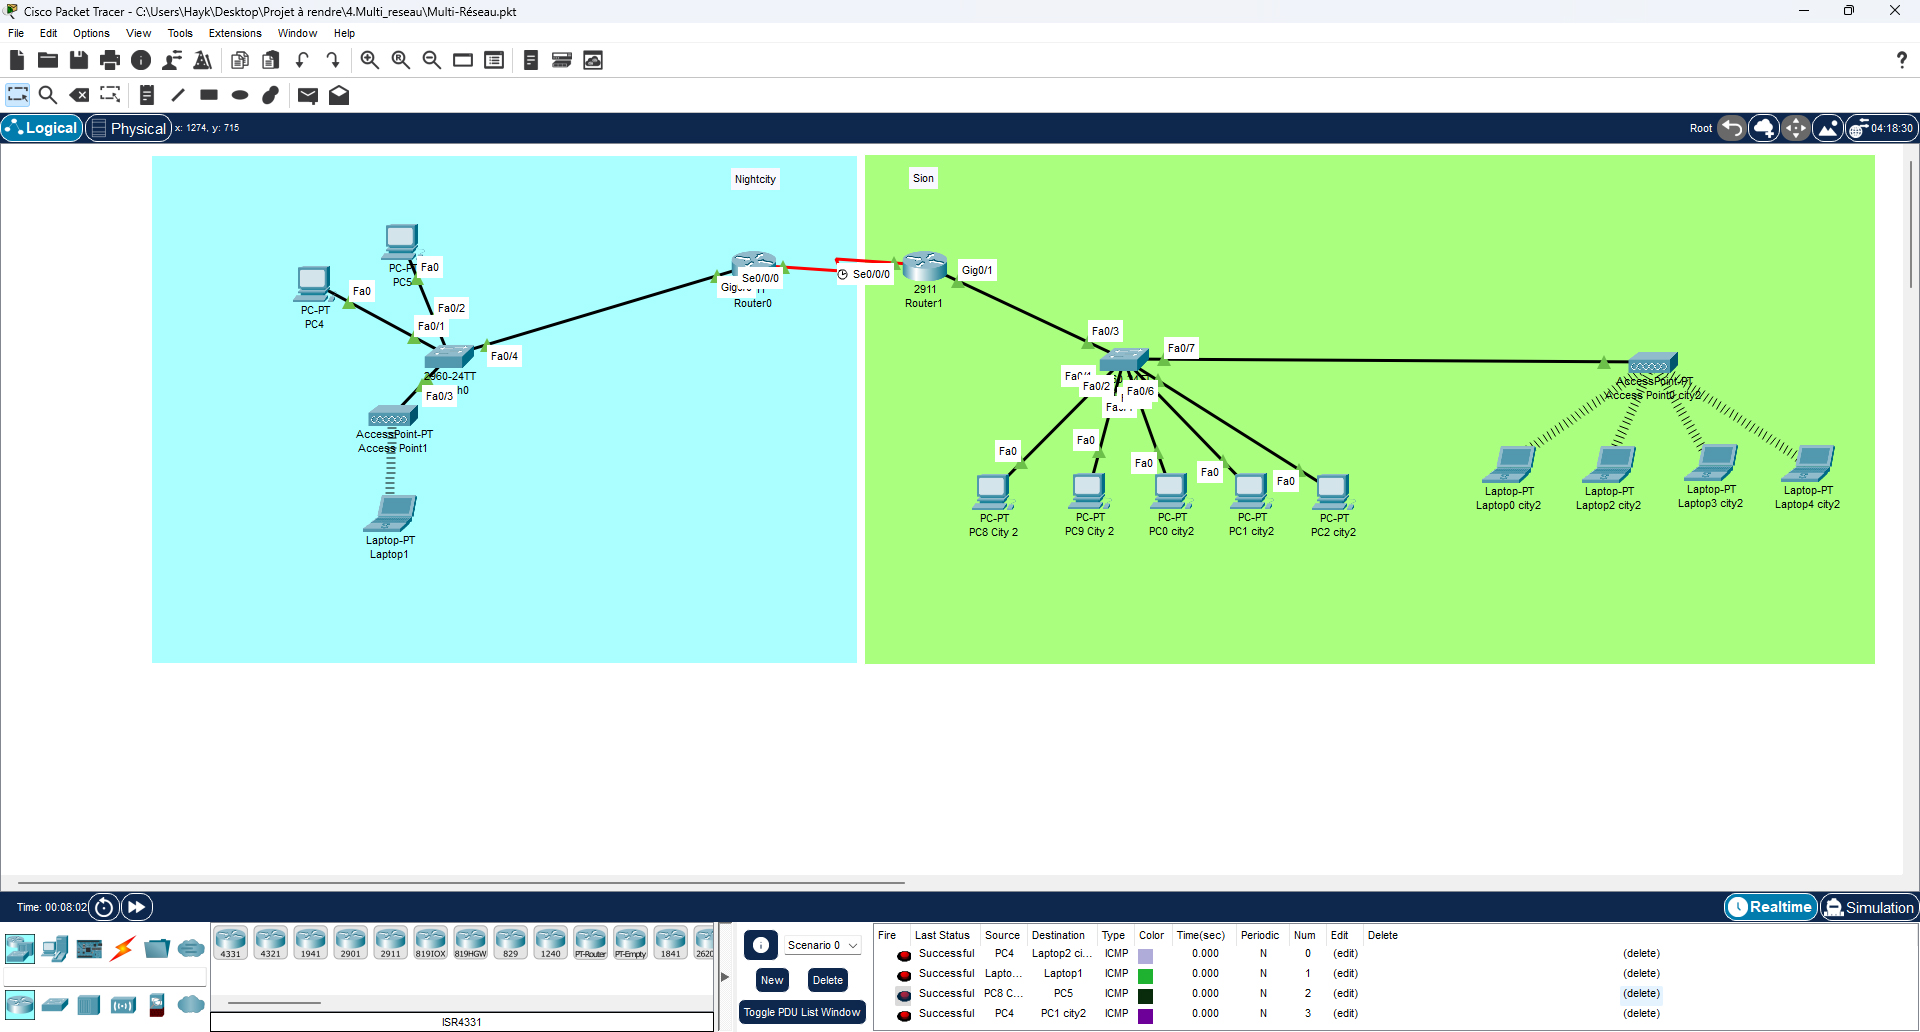 Cisco Packet Tracer - C:\Users\Hayk\Desktop\Projet à rendre\4.Multi_reseau\Multi-Réseau.pkt
File Edit Options View Tools Extensions Window Help
Logical Physical x: 1274, y: 715 Root 04:18:30
Nightcity
Sion
PC-PT
PC5
Fa0
PC-PT
PC4
Fa0
Fa0/2
Fa0/1
Fa0/4
Fa0/3
AccessPoint-PT
Access Point1
Laptop-PT
Laptop1
Se0/0/0
Router0
Se0/0/0
2911
Router1
Gig0/1
Fa0/3
Fa0/7
Fa0/2
Fa0/6
AccessPoint-PT
Access Point0 city2
Fa0
Fa0
Fa0
Fa0
Fa0
PC-PT
PC8 City 2
PC-PT
PC9 City 2
PC-PT
PC0 city2
PC-PT
PC1 city2
PC-PT
PC2 city2
Laptop-PT
Laptop0 city2
Laptop-PT
Laptop2 city2
Laptop-PT
Laptop3 city2
Laptop-PT
Laptop4 city2
Time: 00:08:02 Realtime Simulation
4331 4321 1941 2901 2911 819IOX 819HGW 829 1240 PT-Router PT-Empty 1841 2620
ISR4331
Scenario 0
New Delete
Toggle PDU List Window
Fire Last Status Source Destination Type Color Time(sec) Periodic Num Edit Delete
Successful PC4 Laptop2 ci... ICMP 0.000 N 0 (edit) (delete)
Successful Lapto... Laptop1 ICMP 0.000 N 1 (edit) (delete)
Successful PC8 C... PC5 ICMP 0.000 N 2 (edit) (delete)
Successful PC4 PC1 city2 ICMP 0.000 N 3 (edit) (delete)